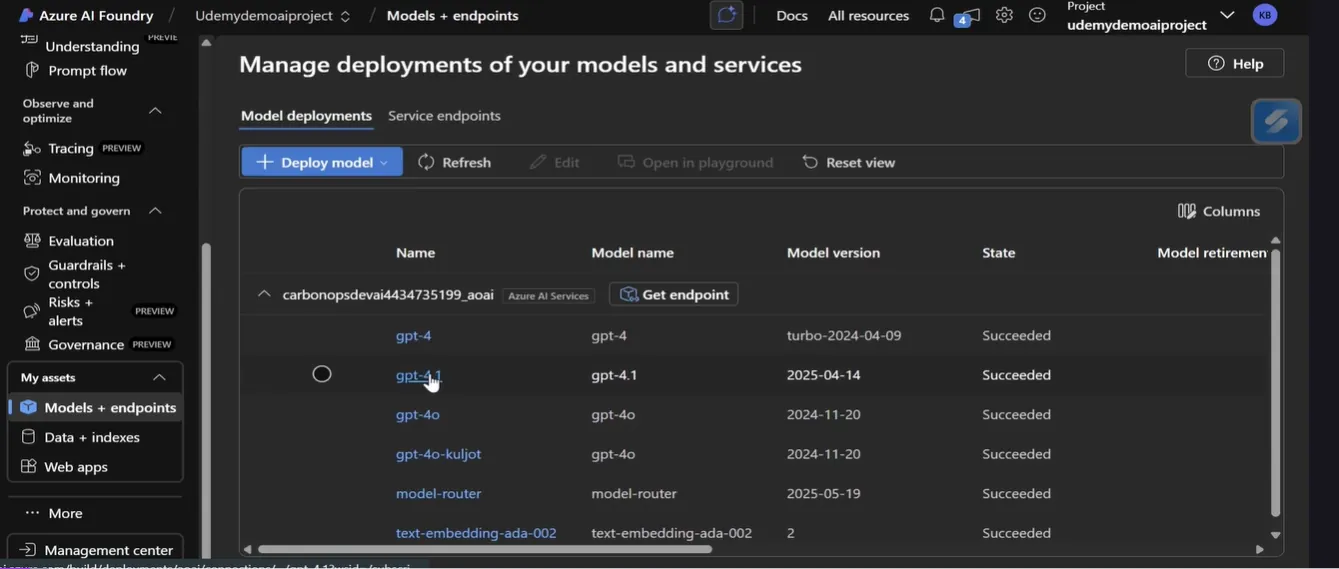 Azure AI Foundry / Udemydemoaiproject / Models + endpoints Docs All resources 4 Project udemydemoaiproject KB
Understanding PREVIE
Prompt flow
Observe and optimize
Tracing PREVIEW
Monitoring
Protect and govern
Evaluation
Guardrails + controls
Risks + alerts PREVIEW
Governance PREVIEW
My assets
Models + endpoints
Data + indexes
Web apps
... More
Management center
Manage deployments of your models and services
Help
Model deployments Service endpoints
+ Deploy model Refresh Edit Open in playground Reset view
Columns
Name Model name Model version State Model retiremen
carbonopsdevai4434735199_aoai Azure AI Services Get endpoint
gpt-4 gpt-4 turbo-2024-04-09 Succeeded
gpt-4.1 gpt-4.1 2025-04-14 Succeeded
gpt-4o gpt-4o 2024-11-20 Succeeded
gpt-4o-kuljot gpt-4o 2024-11-20 Succeeded
model-router model-router 2025-05-19 Succeeded
text-embedding-ada-002 text-embedding-ada-002 2 Succeeded